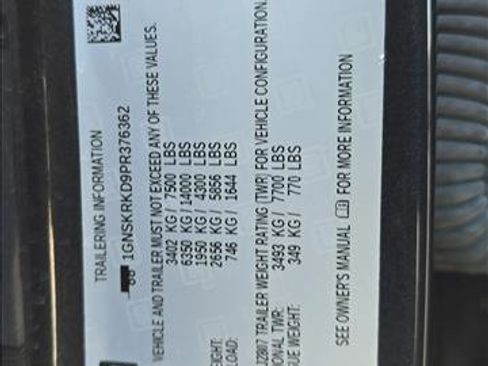 TRAILERING INFORMATION
1GNSKRKD9PR376362
VEHICLE AND TRAILER MUST NOT EXCEED ANY OF THESE VALUES.
3402 KG / 7500 LBS
6350 KG / 14000 LBS
1950 KG / 4300 LBS
EIGHT: 2656 KG / 5856 LBS
LOAD: 746 KG / 1644 LBS
J2807 TRAILER WEIGHT RATING (TWR) FOR VEHICLE CONFIGURATION.
IONAL TWR: 3493 KG / 7700 LBS
UE WEIGHT: 349 KG / 770 LBS
SEE OWNER'S MANUAL FOR MORE INFORMATION